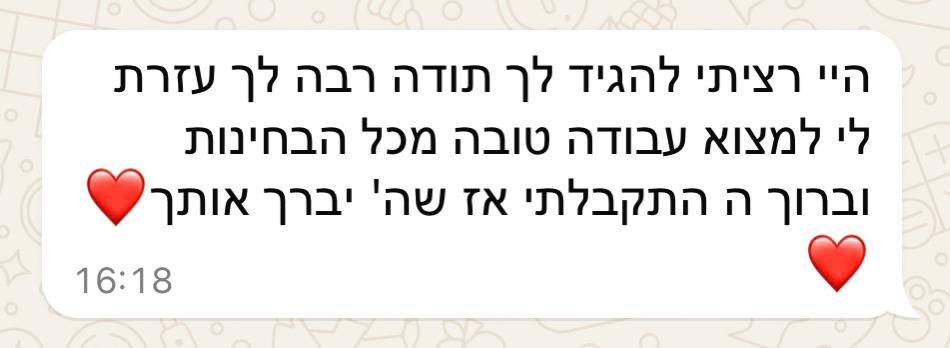 היי רציתי להגיד לך תודה רבה לך עזרת
לי למצוא עבודה טובה מכל הבחינות
וברוך ה התקבלתי אז שה' יברך אותך❤️
❤️
16:18